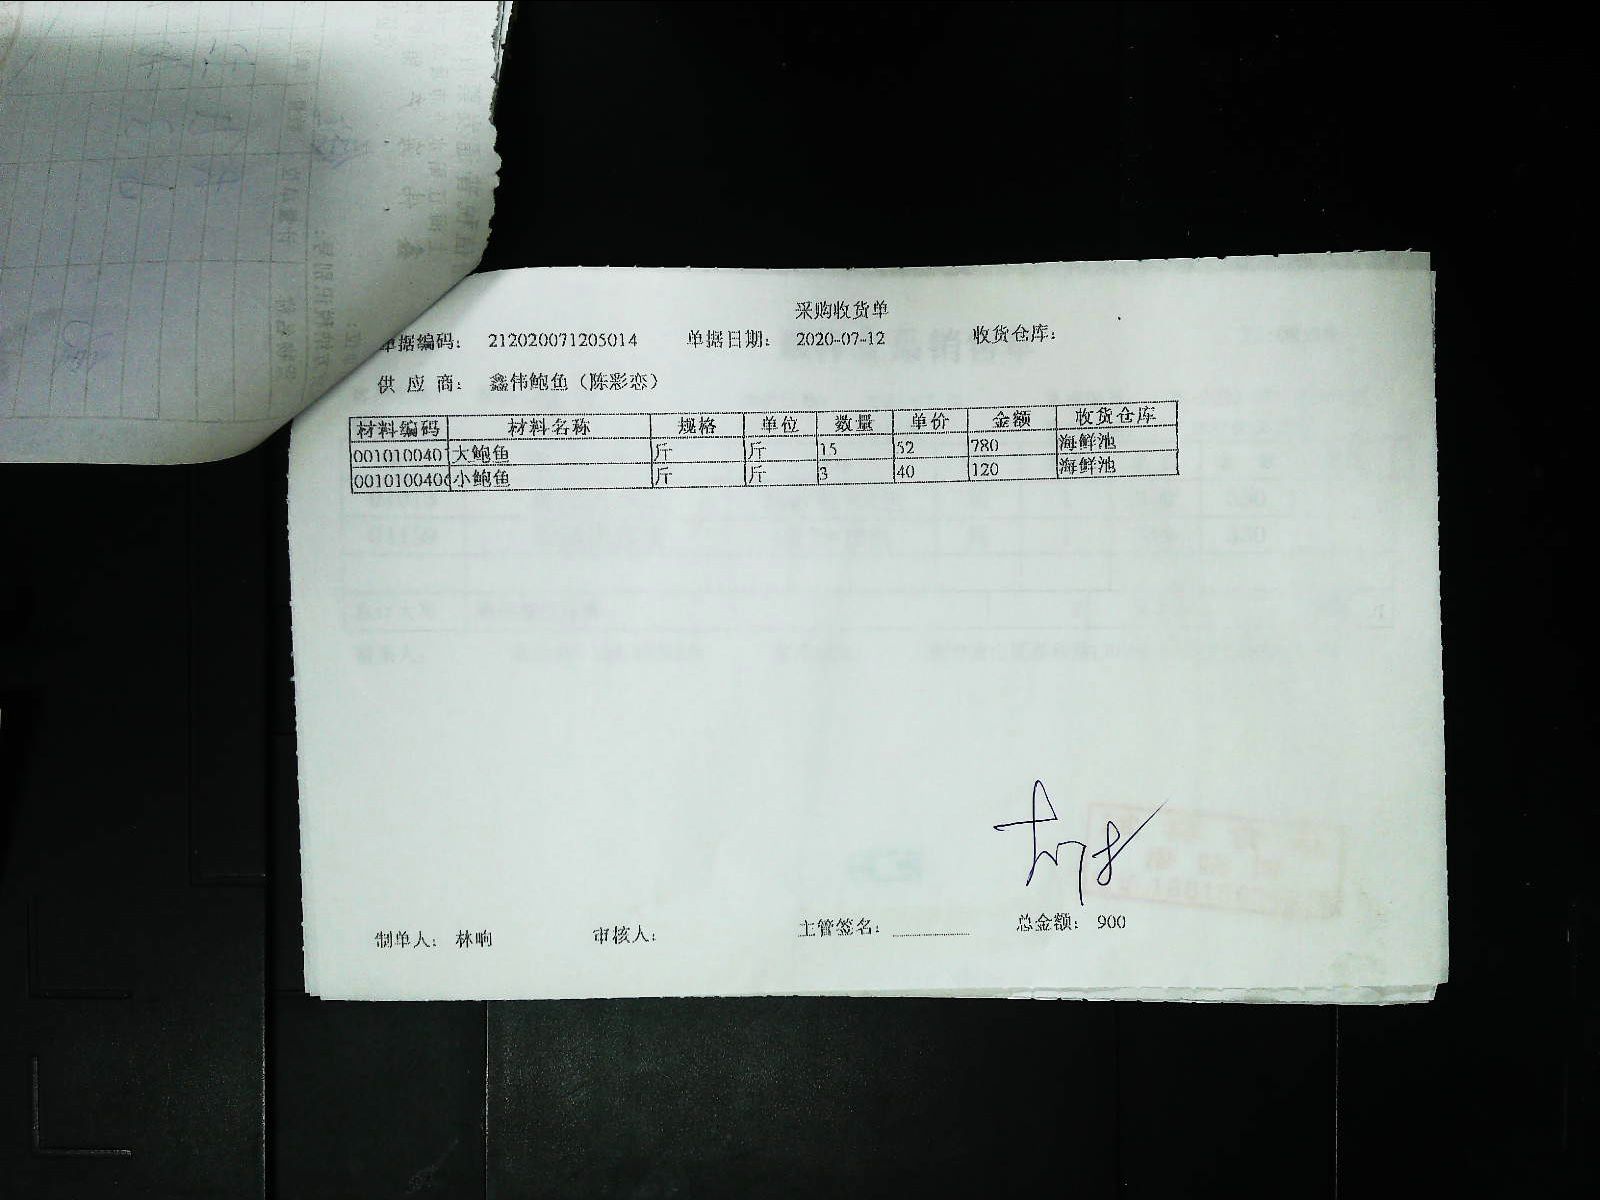 采购收货单
单据编码： 212020071205014 单据日期： 2020-07-12 收货仓库：
供 应 商： 鑫伟鲍鱼（陈彩恋）
材料编码 材料名称 规格 单位 数量 单价 金额 收货仓库
001010040 大鲍鱼 斤 斤 15 52 780 海鲜池
001010040 小鲍鱼 斤 斤 3 40 120 海鲜池
制单人： 林响 审核人： 主管签名： 总金额： 900